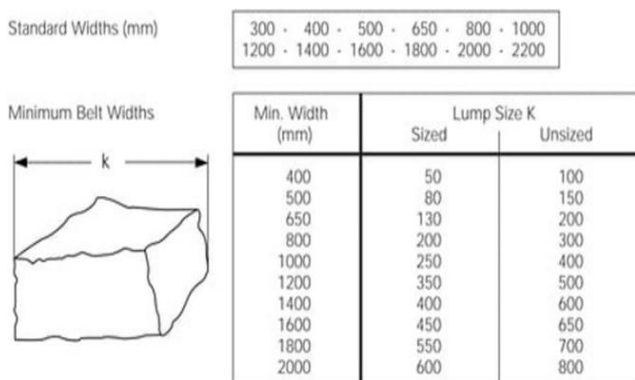 Standard Widths (mm)
300 · 400 · 500 · 650 · 800 · 1000
1200 · 1400 · 1600 · 1800 · 2000 · 2200
Minimum Belt Widths
k
Min. Width Lump Size K
(mm) Sized Unsized
400 50 100
500 80 150
650 130 200
800 200 300
1000 250 400
1200 350 500
1400 400 600
1600 450 650
1800 550 700
2000 600 800